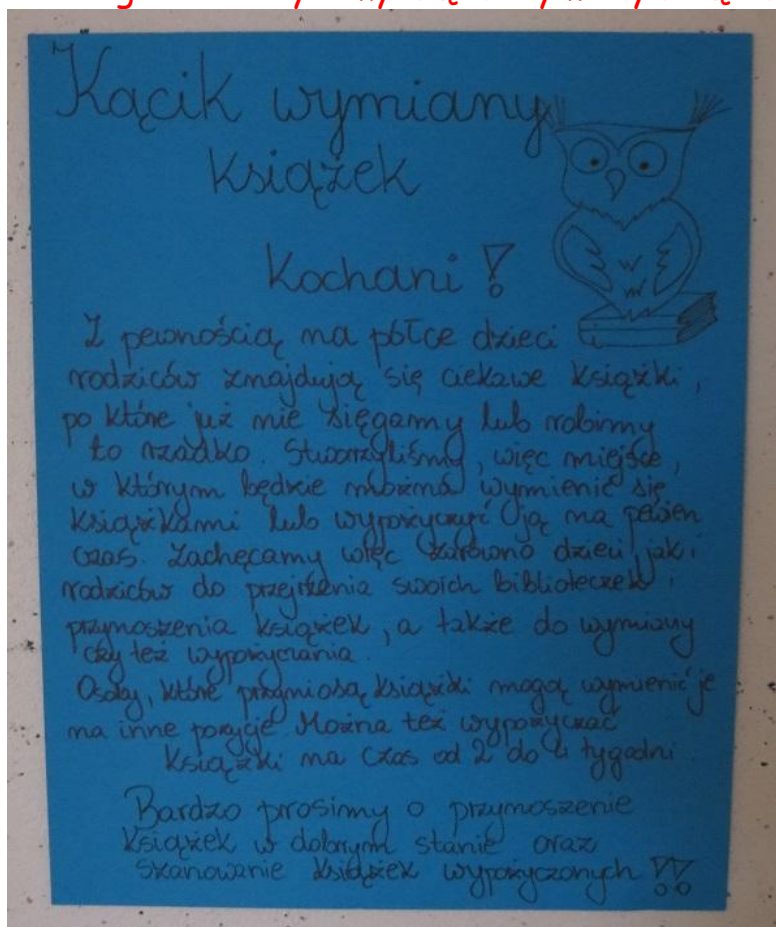 Kącik wymiany
książek
Kochani!
Z pewnością na półce dzieci i
rodziców znajdują się ciekawe książki,
po które już nie sięgamy lub robimy
to rzadko. Stworzyliśmy, więc miejsce,
w którym będzie można wymienić się
książkami lub wypożyczyć ją na pewien
czas. Zachęcamy więc zarówno dzieci, jak i
rodziców do przejrzenia swoich biblioteczek i
przynoszenia książek, a także do wymiany
czy też wypożyczania.
Osoby, które przyniosą książki mogą wymienić je
na inne pozycje. Można też wypożyczać
książki na czas od 2 do 4 tygodni
Bardzo prosimy o przynoszenie
książek w dobrym stanie oraz
szanowanie książek wypożyczonych!!